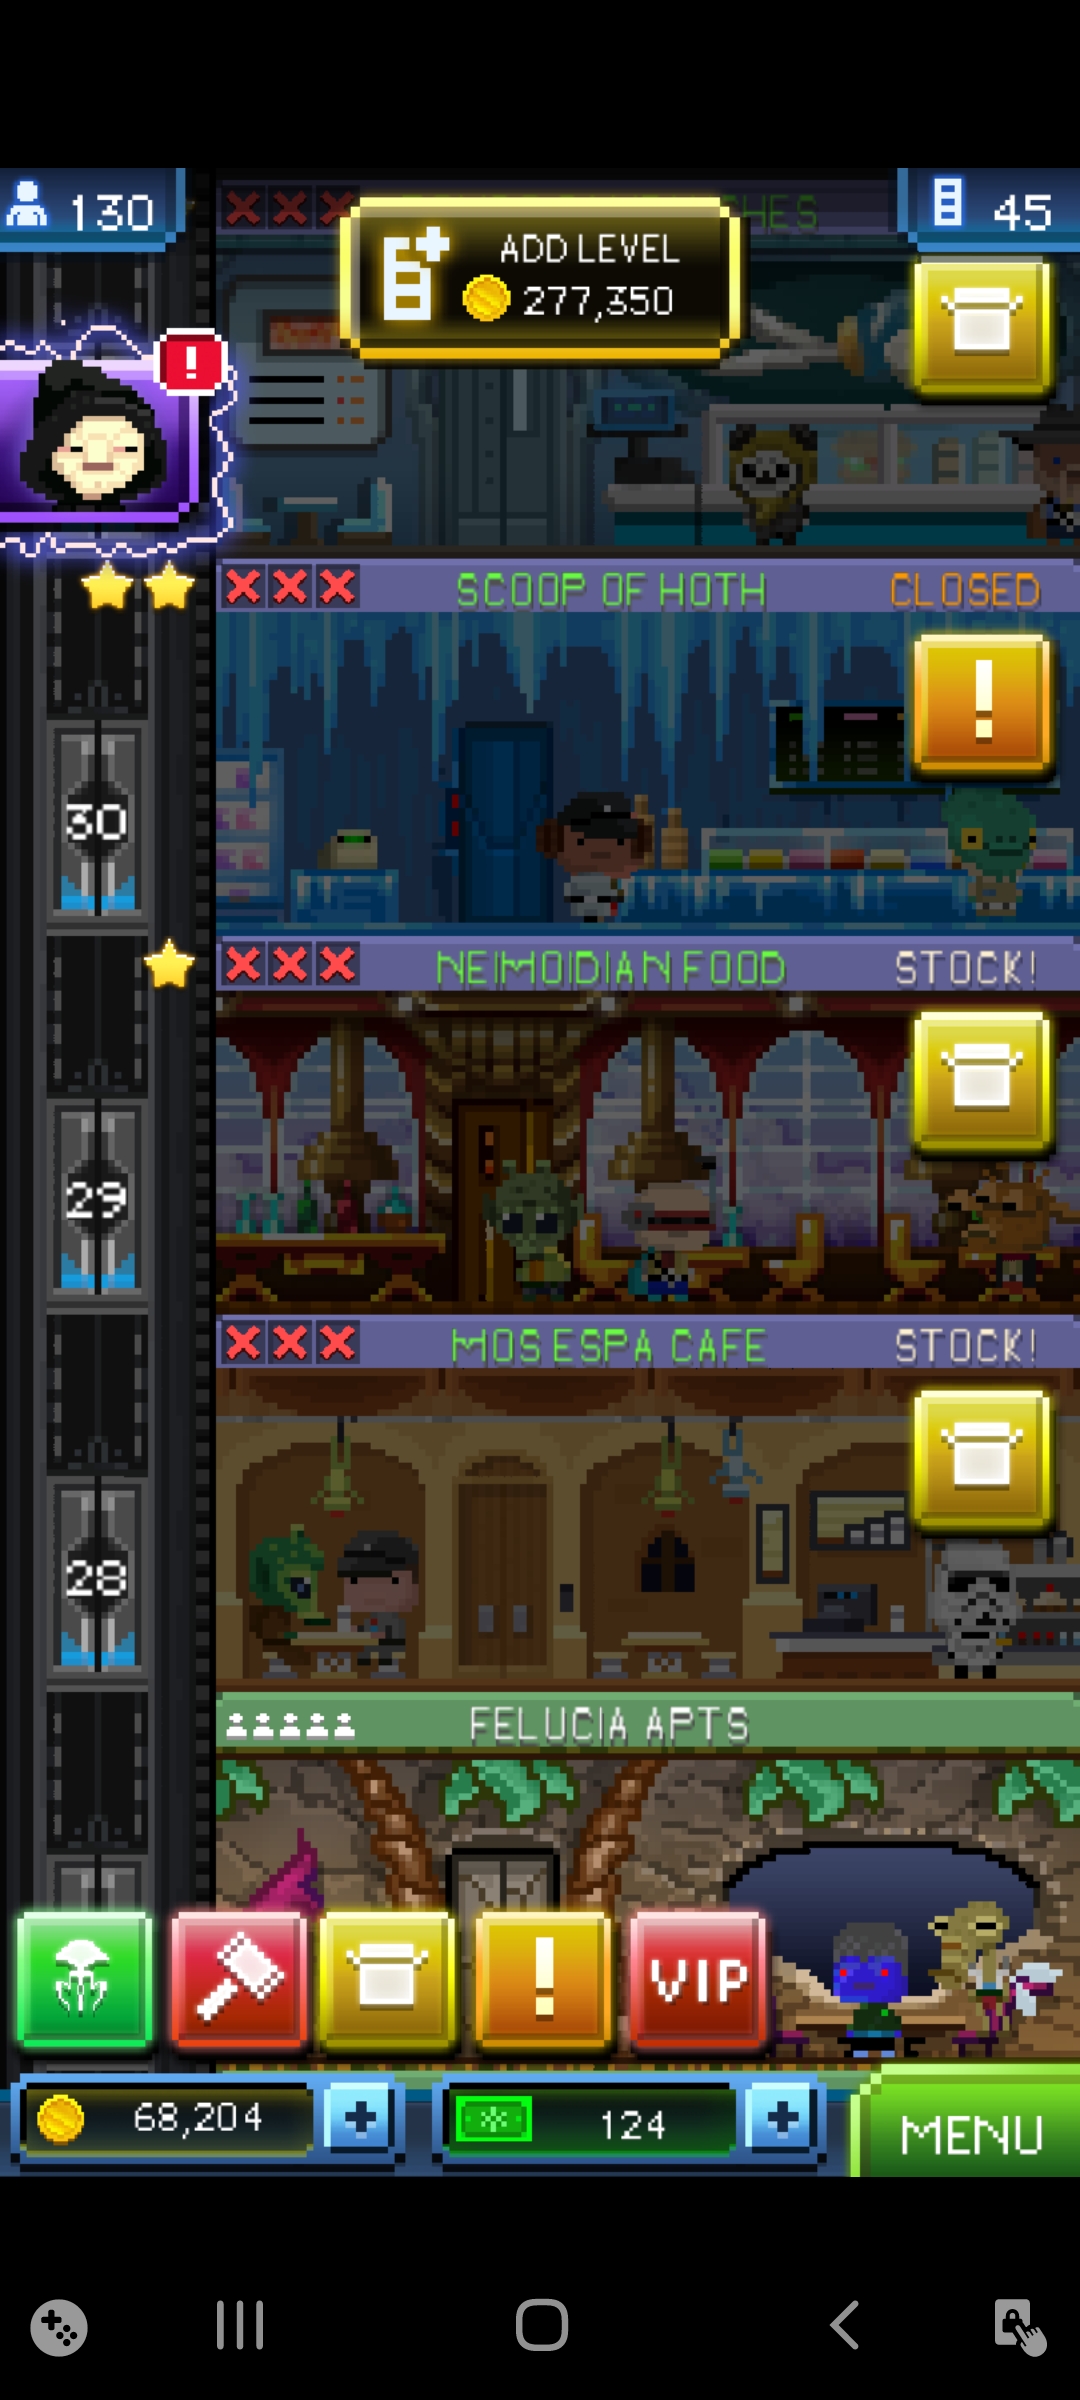 130
HES
45
ADD LEVEL
277,350
!
SCOOP OF HOTH CLOSED
!
30
NEIMOIDIAN FOOD STOCK!
29
MOS ESPA CAFE STOCK!
28
FELUCIA APTS
! VIP
68,204 + 124 + MENU